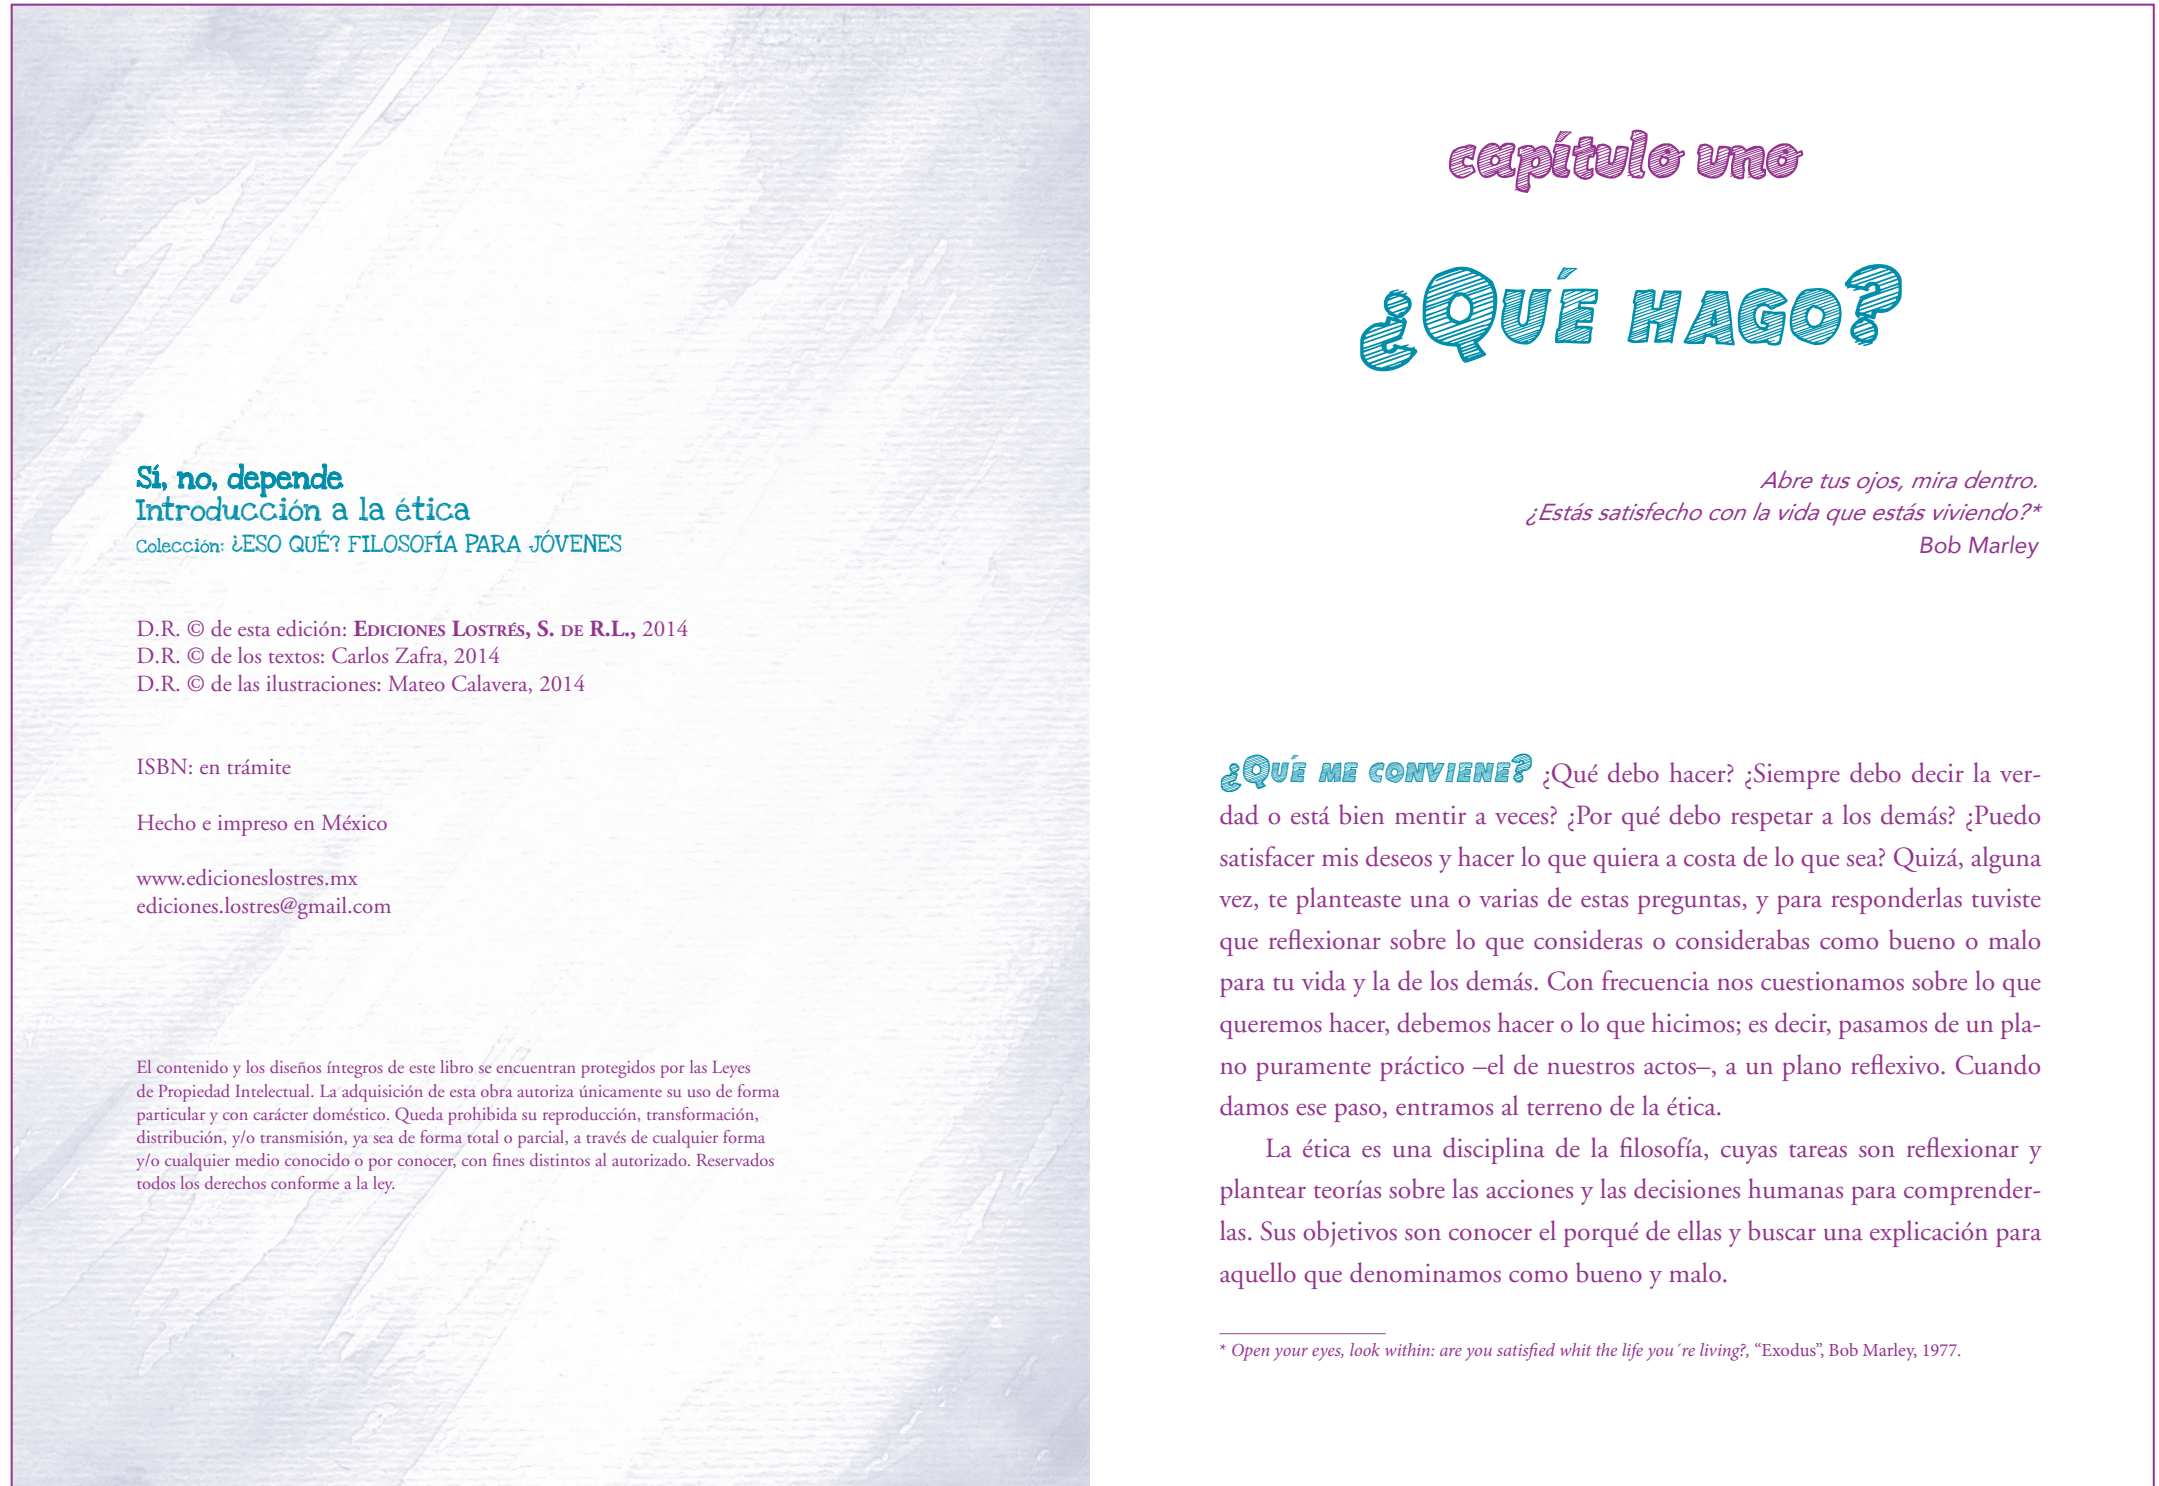 Sí, no, depende
Introducción a la ética
Colección: ¿ESO QUÉ? FILOSOFÍA PARA JÓVENES
D.R. © de esta edición: Ediciones Lostrés, S. de R.L., 2014
D.R. © de los textos: Carlos Zafra, 2014
D.R. © de las ilustraciones: Mateo Calavera, 2014
ISBN: en trámite
Hecho e impreso en México
www.edicioneslostres.mx
ediciones.lostres@gmail.com
El contenido y los diseños íntegros de este libro se encuentran protegidos por las Leyes
de Propiedad Intelectual. La adquisición de esta obra autoriza únicamente su uso de forma
particular y con carácter doméstico. Queda prohibida su reproducción, transformación,
distribución, y/o transmisión, ya sea de forma total o parcial, a través de cualquier forma
y/o cualquier medio conocido o por conocer, con fines distintos al autorizado. Reservados
todos los derechos conforme a la ley.
capítulo uno
¿Qué hago?
Abre tus ojos, mira dentro.
¿Estás satisfecho con la vida que estás viviendo?*
Bob Marley
¿Qué me conviene? ¿Qué debo hacer? ¿Siempre debo decir la ver-
dad o está bien mentir a veces? ¿Por qué debo respetar a los demás? ¿Puedo
satisfacer mis deseos y hacer lo que quiera a costa de lo que sea? Quizá, alguna
vez, te planteaste una o varias de estas preguntas, y para responderlas tuviste
que reflexionar sobre lo que consideras o considerabas como bueno o malo
para tu vida y la de los demás. Con frecuencia nos cuestionamos sobre lo que
queremos hacer, debemos hacer o lo que hicimos; es decir, pasamos de un pla-
no puramente práctico –el de nuestros actos–, a un plano reflexivo. Cuando
damos ese paso, entramos al terreno de la ética.
La ética es una disciplina de la filosofía, cuyas tareas son reflexionar y
plantear teorías sobre las acciones y las decisiones humanas para comprender-
las. Sus objetivos son conocer el porqué de ellas y buscar una explicación para
aquello que denominamos como bueno y malo.
* Open your eyes, look within: are you satisfied whit the life you´re living?, “Exodus”, Bob Marley, 1977.